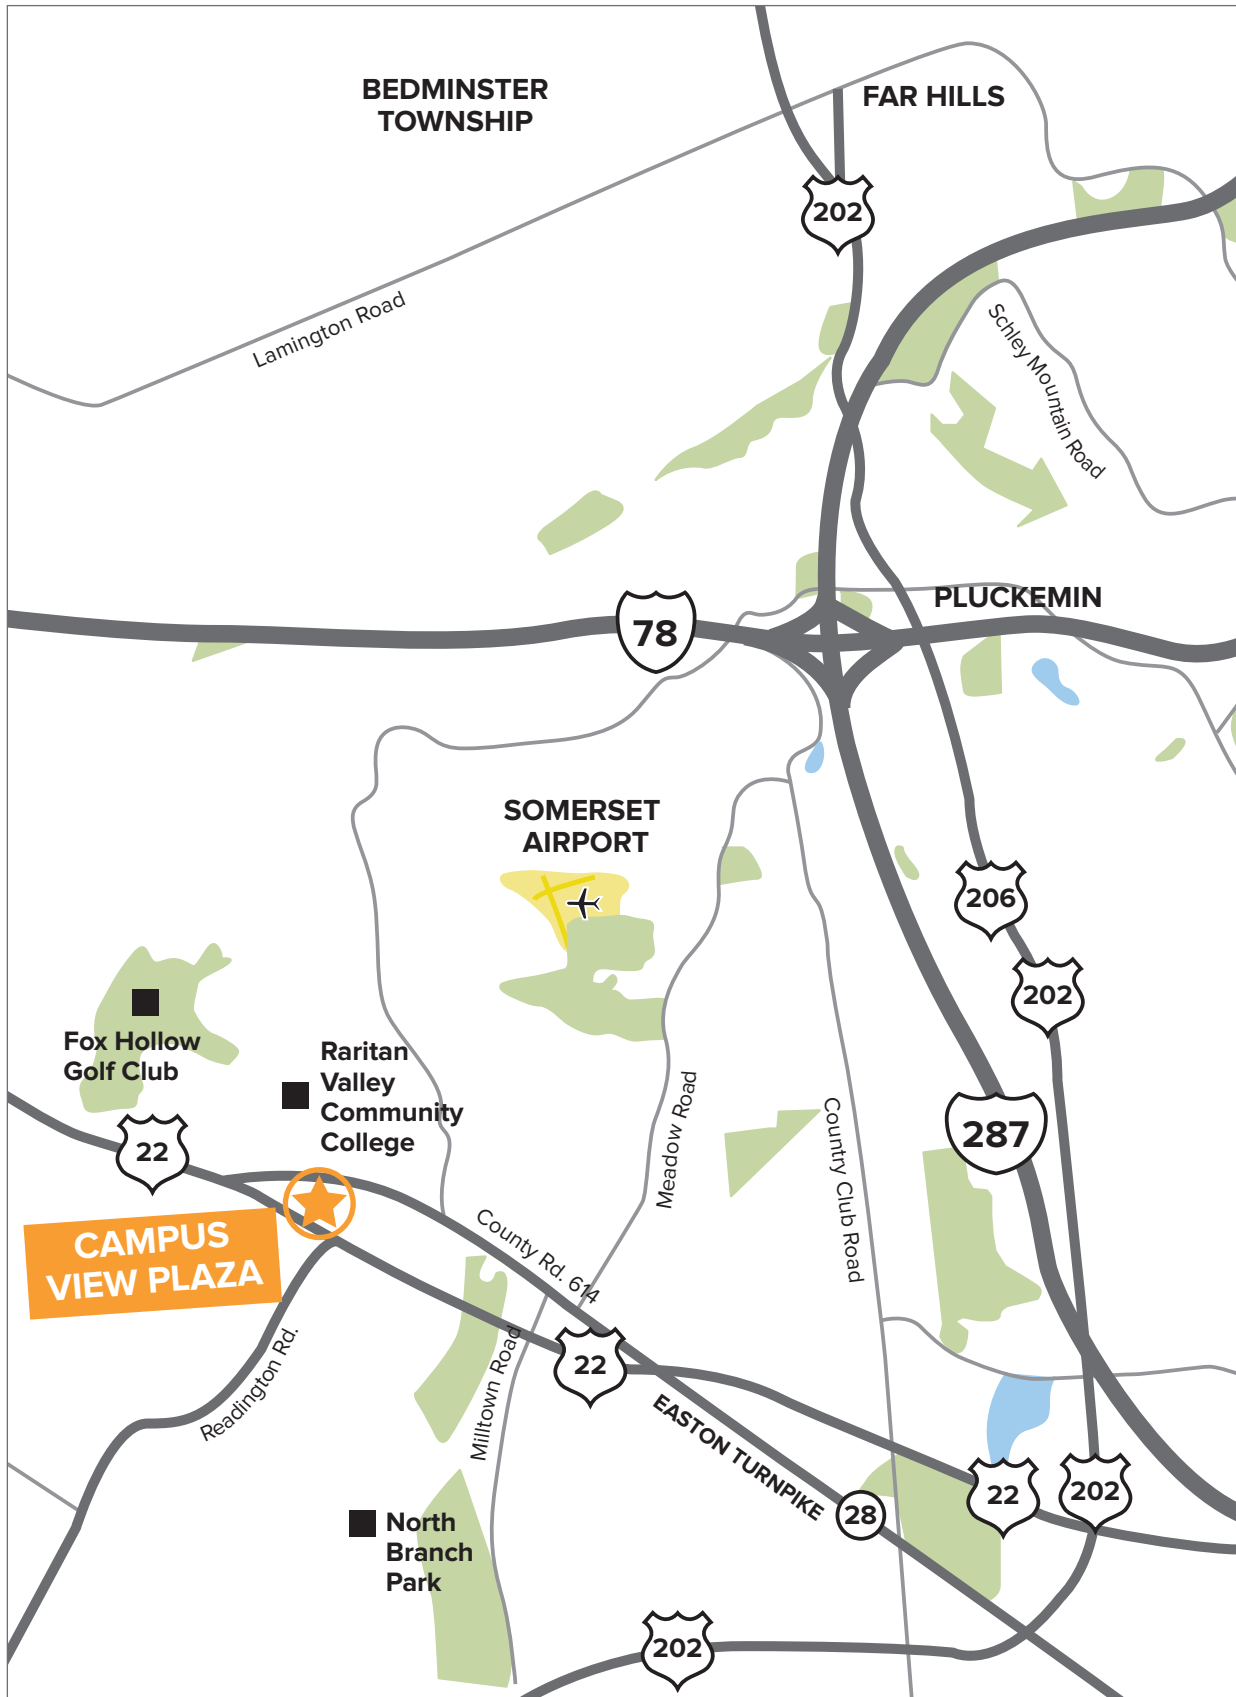 BEDMINSTER
TOWNSHIP
FAR HILLS
202
Lamington Road
Schley Mountain Road
PLUCKEMIN
78
SOMERSET
AIRPORT
206
202
Fox Hollow
Golf Club
Raritan
Valley
Community
College
22
287
Meadow Road
Country Club Road
CAMPUS
VIEW PLAZA
County Rd. 614
Readington Rd.
Milltown Road
22
EASTON TURNPIKE
28
22
202
North
Branch
Park
202